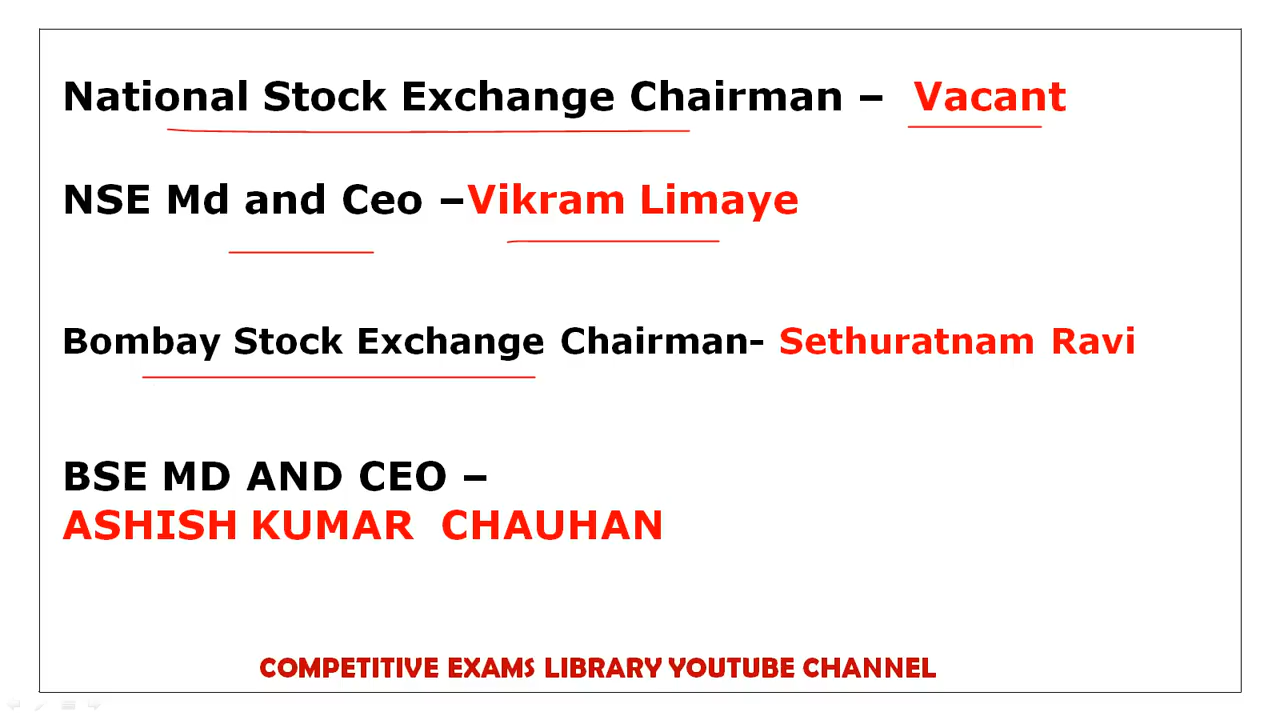 National Stock Exchange Chairman – Vacant
NSE Md and Ceo –Vikram Limaye
Bombay Stock Exchange Chairman- Sethuratnam Ravi
BSE MD AND CEO –
ASHISH KUMAR CHAUHAN
COMPETITIVE EXAMS LIBRARY YOUTUBE CHANNEL